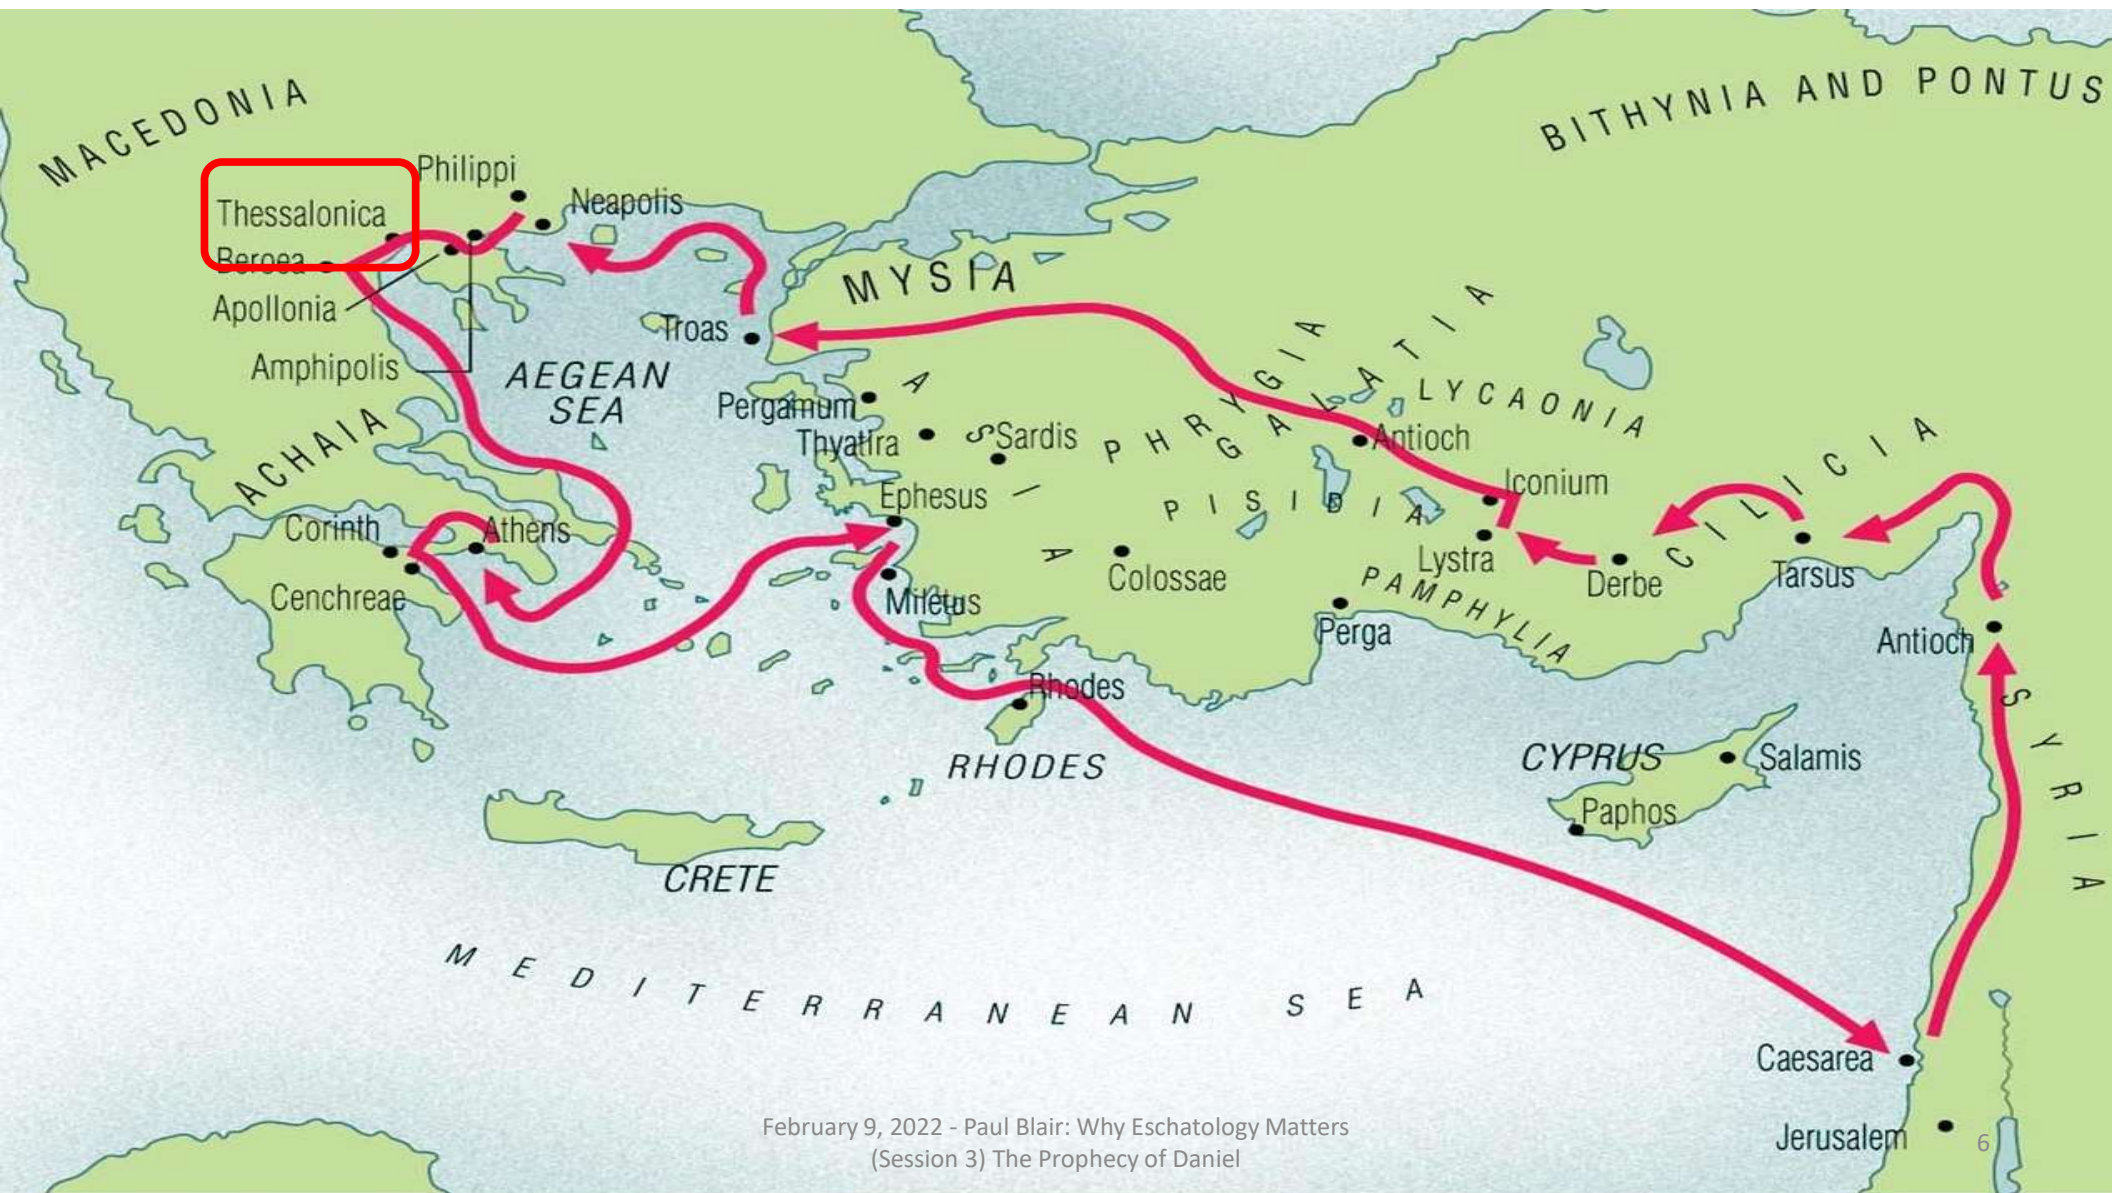 MACEDONIA
BITHYNIA AND PONTUS
Philippi
Thessalonica
Neapolis
Beroea
Apollonia
Amphipolis
MYSIA
Troas
AEGEAN
SEA
Pergamum
Thyatira
Sardis
ASIA
PHRYGIA
GALATIA
LYCAONIA
Antioch
Iconium
PISIDIA
CILICIA
ACHAIA
Corinth
Athens
Cenchreae
Ephesus
Miletus
Colossae
Lystra
Derbe
Tarsus
PAMPHYLIA
Perga
Antioch
SYRIA
Rhodes
RHODES
CYPRUS
Salamis
Paphos
CRETE
MEDITERRANEAN SEA
Caesarea
Jerusalem
February 9, 2022 - Paul Blair: Why Eschatology Matters
(Session 3) The Prophecy of Daniel
6